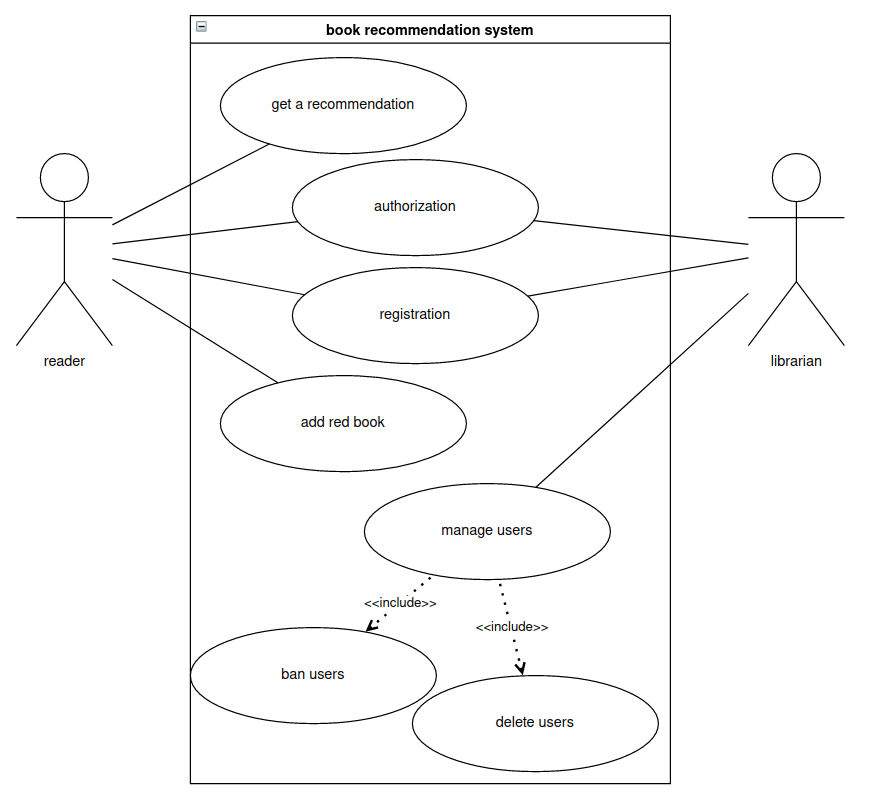 book recommendation system
get a recommendation
authorization
registration
reader
librarian
add red book
manage users
<<include>>
<<include>>
ban users
delete users